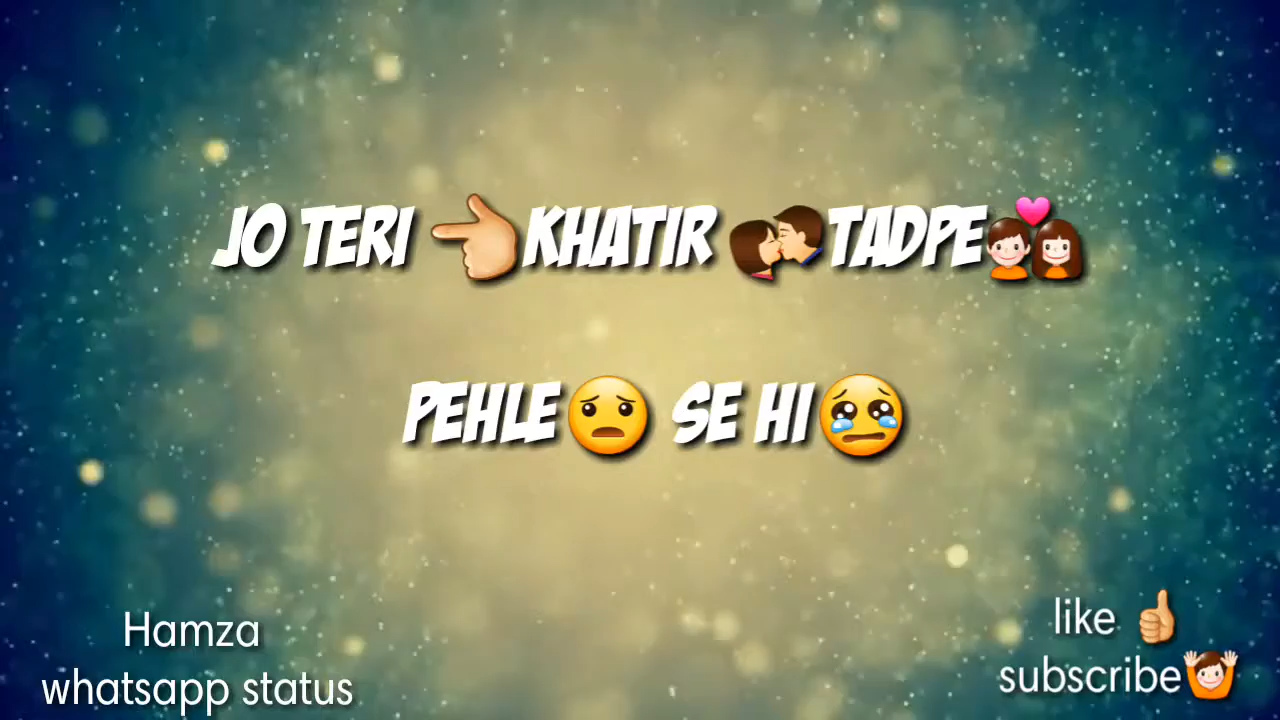 JO TERI 👈KHATIR 💏TADPE💑
PEHLE😦 SE HI😢
Hamza
whatsapp status
like 👍
subscribe🙌